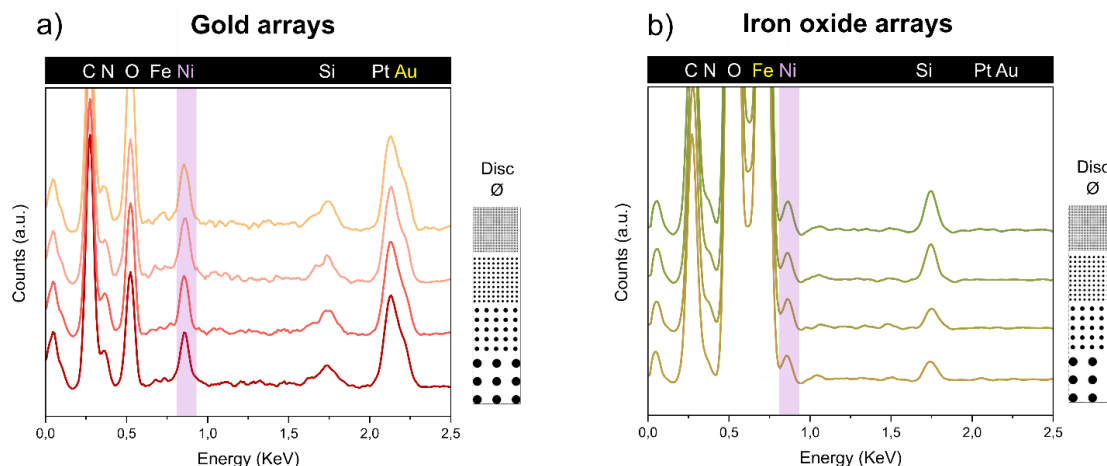 a)
Gold arrays
C N O Fe Ni Si Pt Au
Counts (a.u.)
0,0 0,5 1,0 1,5 2,0 2,5
Energy (KeV)
Disc
Ø
b)
Iron oxide arrays
C N O Fe Ni Si Pt Au
Counts (a.u.)
0,0 0,5 1,0 1,5 2,0 2,5
Energy (KeV)
Disc
Ø